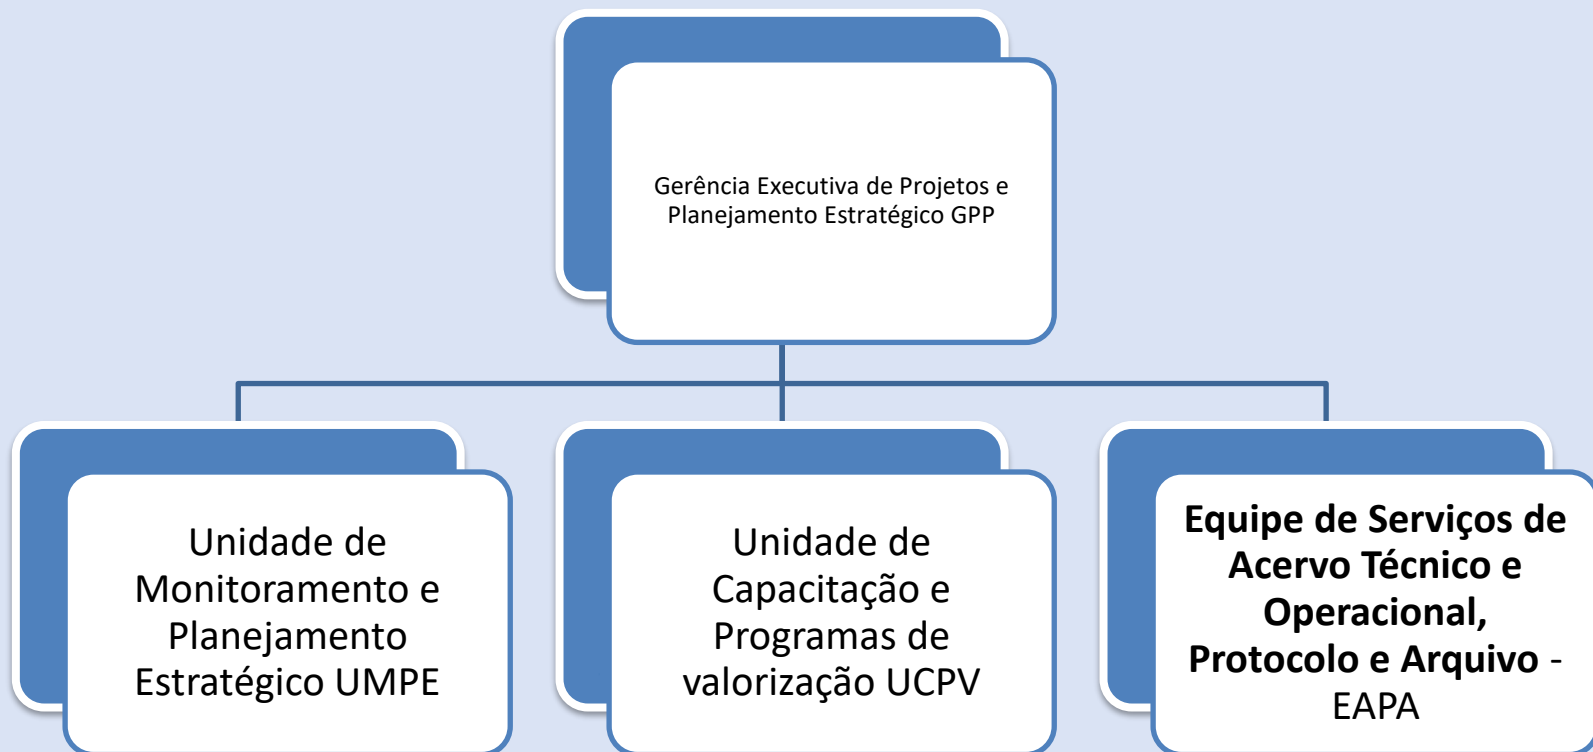 Gerência Executiva de Projetos e
Planejamento Estratégico GPP
Unidade de
Monitoramento e
Planejamento
Estratégico UMPE
Unidade de
Capacitação e
Programas de
valorização UCPV
Equipe de Serviços de
Acervo Técnico e
Operacional,
Protocolo e Arquivo -
EAPA